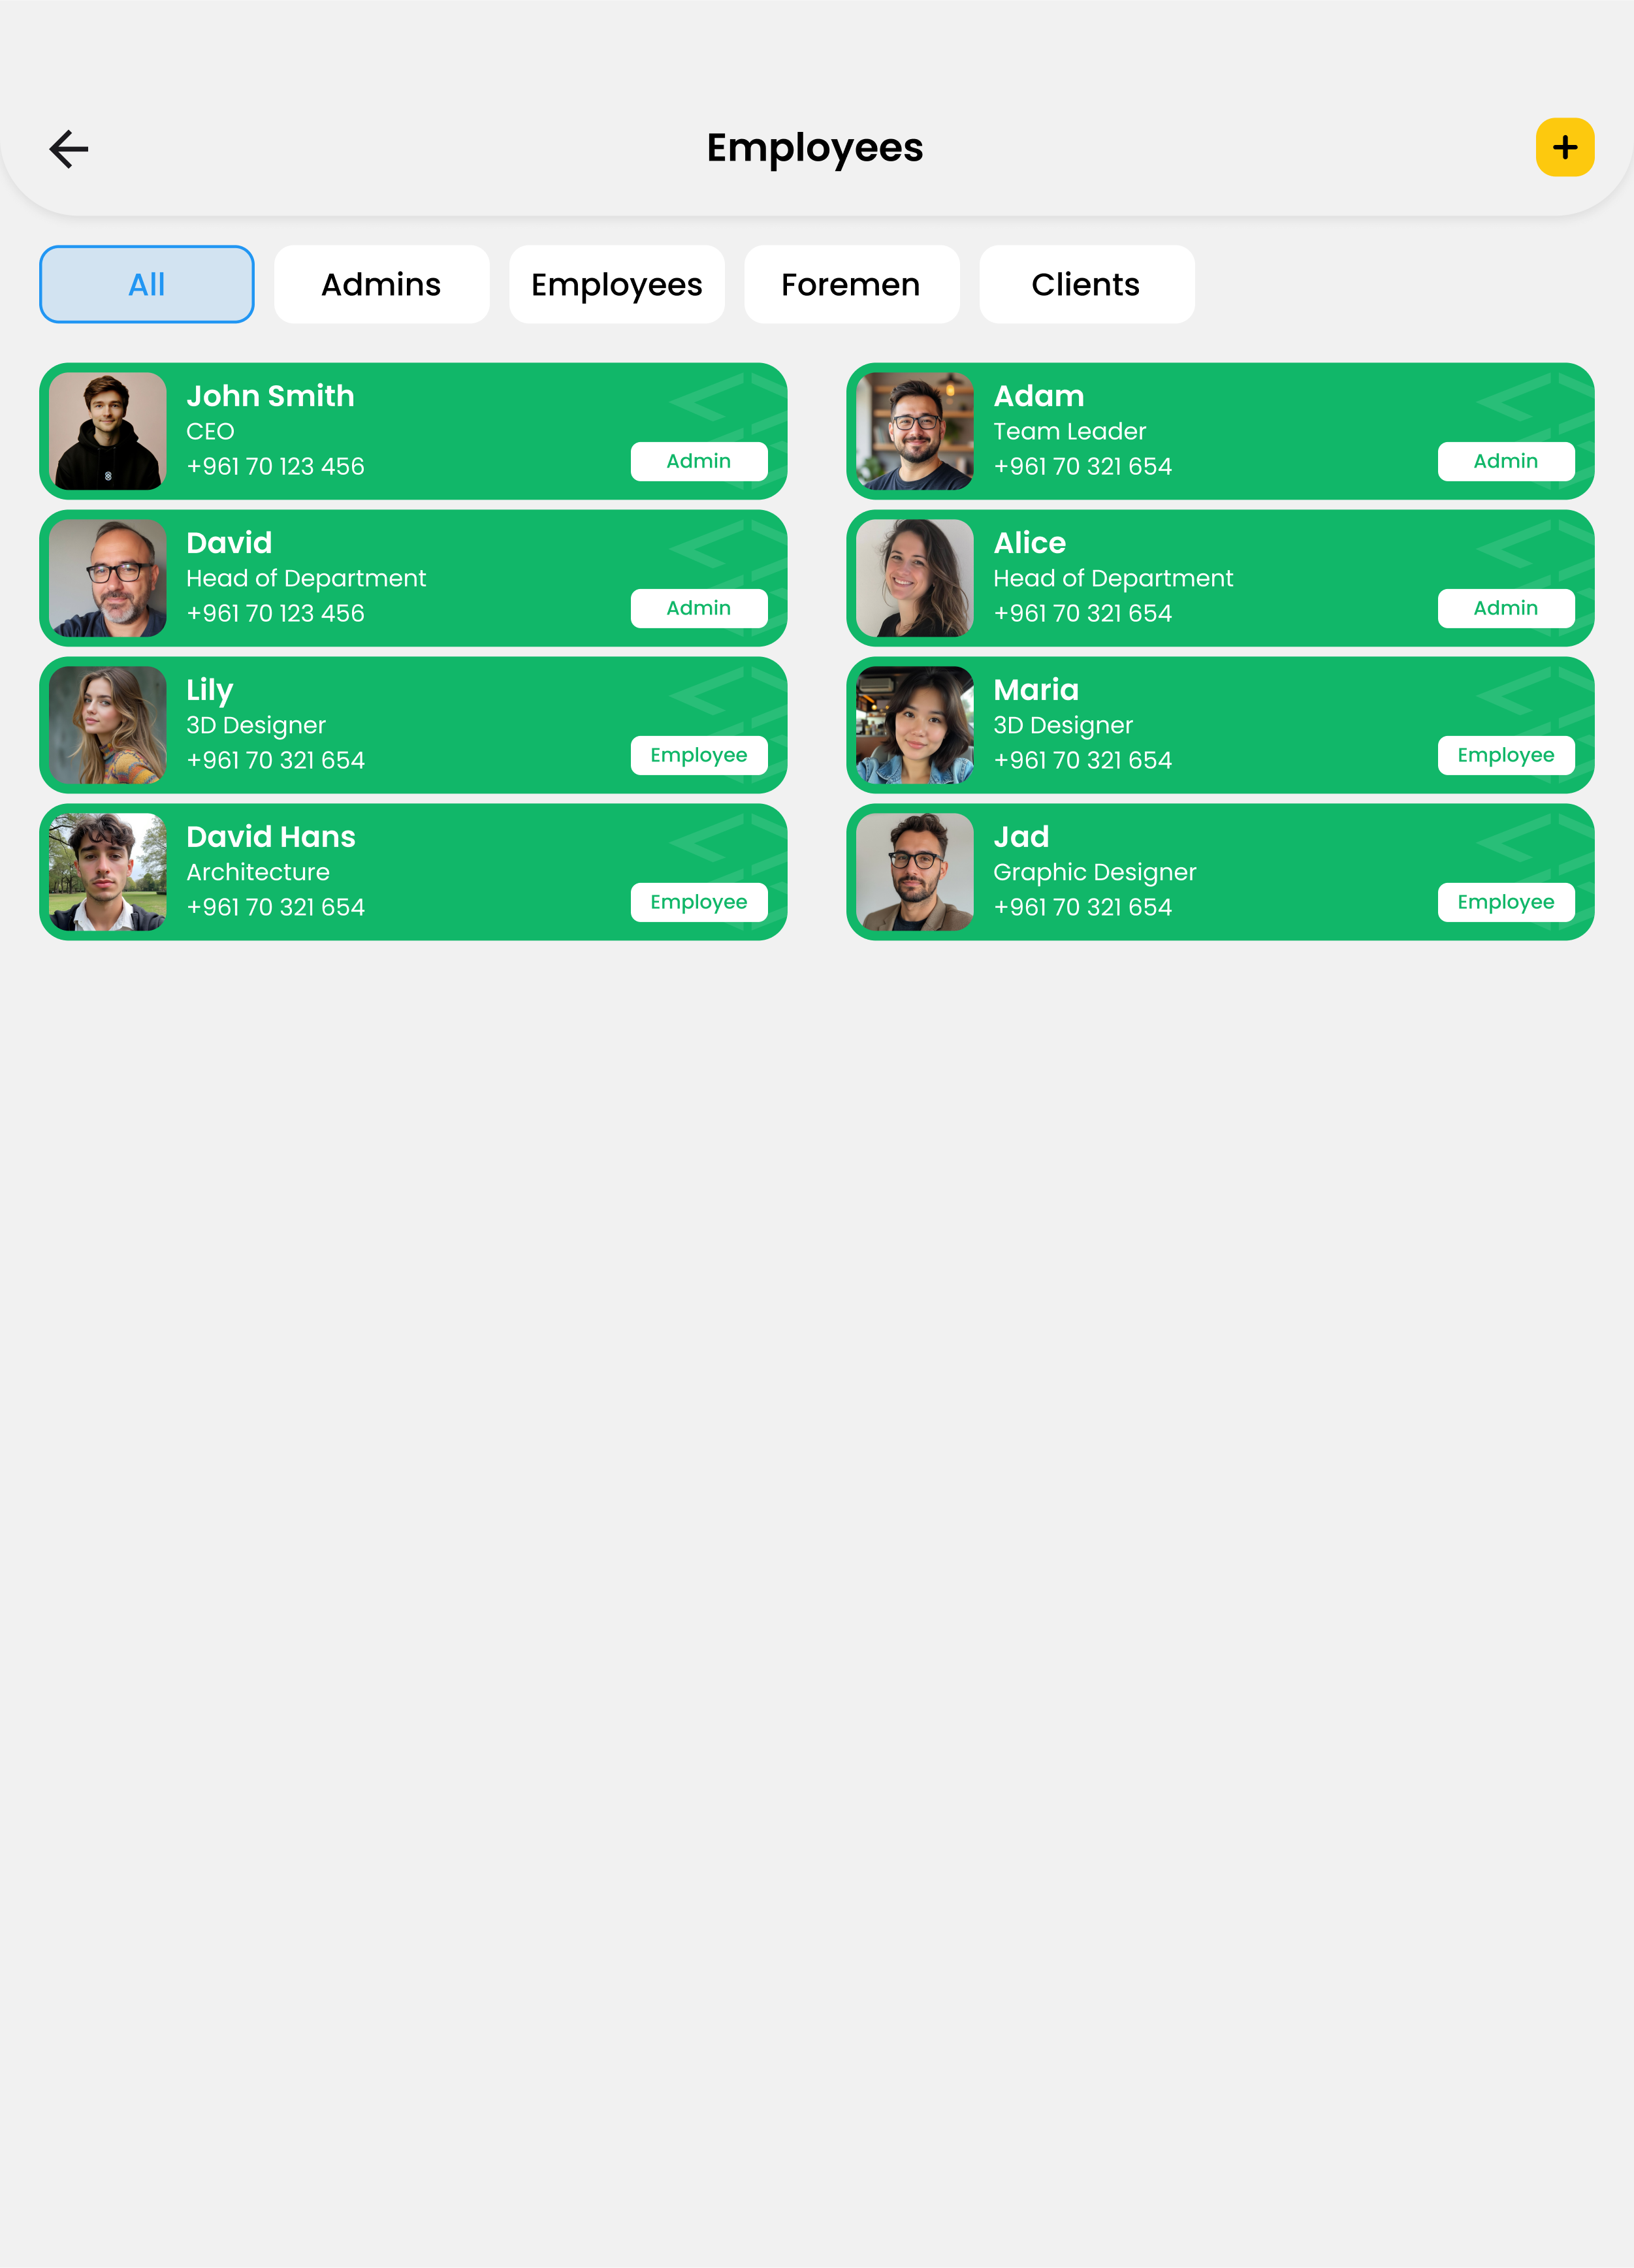 Employees
All
Admins
Employees
Foremen
Clients
John Smith
CEO
+961 70 123 456
Admin
Adam
Team Leader
+961 70 321 654
Admin
David
Head of Department
+961 70 123 456
Admin
Alice
Head of Department
+961 70 321 654
Admin
Lily
3D Designer
+961 70 321 654
Employee
Maria
3D Designer
+961 70 321 654
Employee
David Hans
Architecture
+961 70 321 654
Employee
Jad
Graphic Designer
+961 70 321 654
Employee